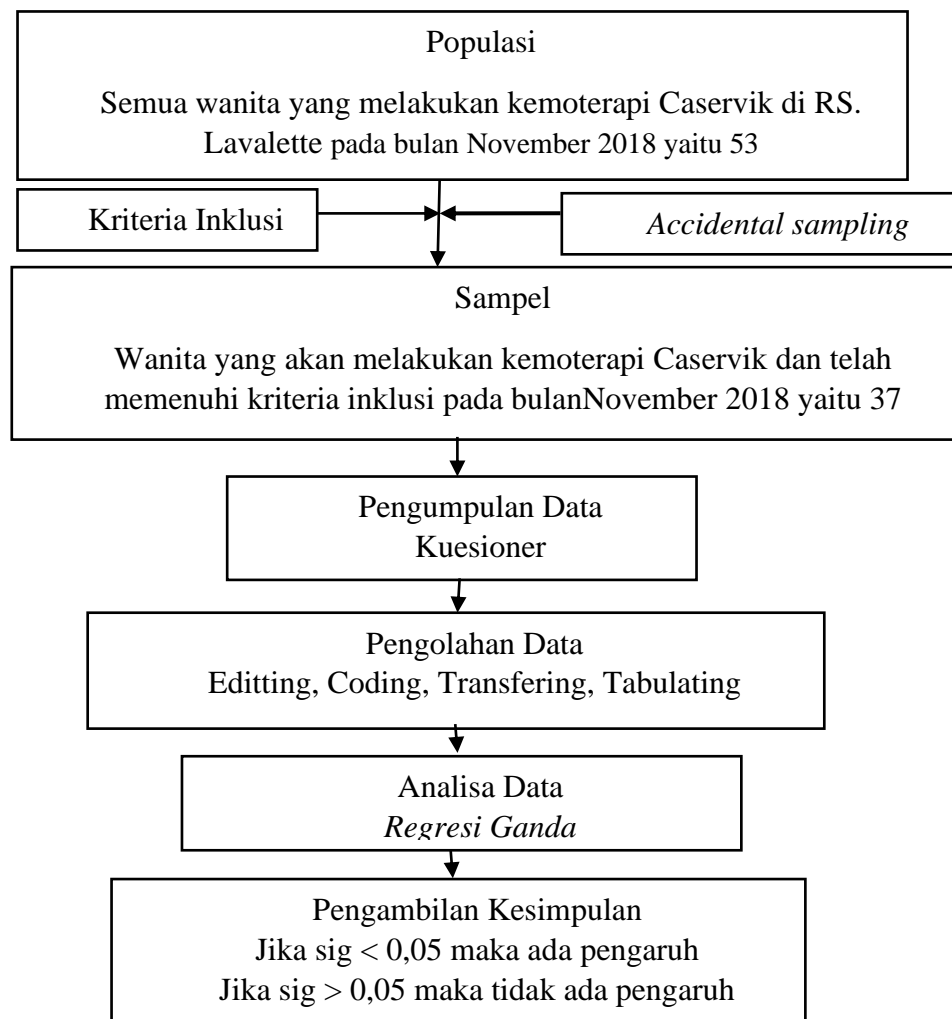 Populasi
Semua wanita yang melakukan kemoterapi Caservik di RS.
Lavalette pada bulan November 2018 yaitu 53
Kriteria Inklusi
Accidental sampling
Sampel
Wanita yang akan melakukan kemoterapi Caservik dan telah
memenuhi kriteria inklusi pada bulanNovember 2018 yaitu 37
Pengumpulan Data
Kuesioner
Pengolahan Data
Editting, Coding, Transfering, Tabulating
Analisa Data
Regresi Ganda
Pengambilan Kesimpulan
Jika sig < 0,05 maka ada pengaruh
Jika sig > 0,05 maka tidak ada pengaruh